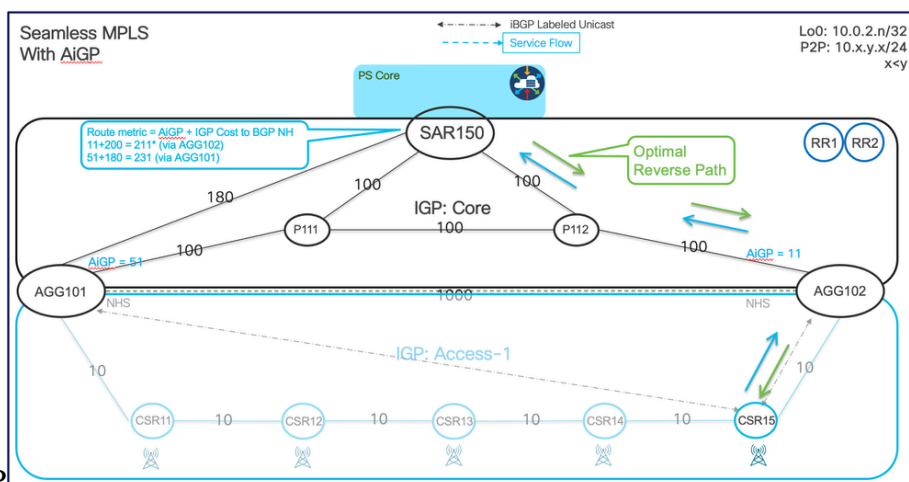 Seamless MPLS
With AiGP
iBGP Labeled Unicast
Service Flow
Lo0: 10.0.2.n/32
P2P: 10.x.y.x/24
x<y
PS Core
Route metric = AiGP + IGP Cost to BGP NH
11+200 = 211* (via AGG102)
51+180 = 231 (via AGG101)
SAR150
Optimal
Reverse Path
RR1
RR2
180
100
100
IGP: Core
P111
100
P112
100
100
AiGP = 51
AiGP = 11
AGG101
1000
AGG102
NHS
NHS
IGP: Access-1
10
10
CSR11
10
CSR12
10
CSR13
10
CSR14
10
CSR15